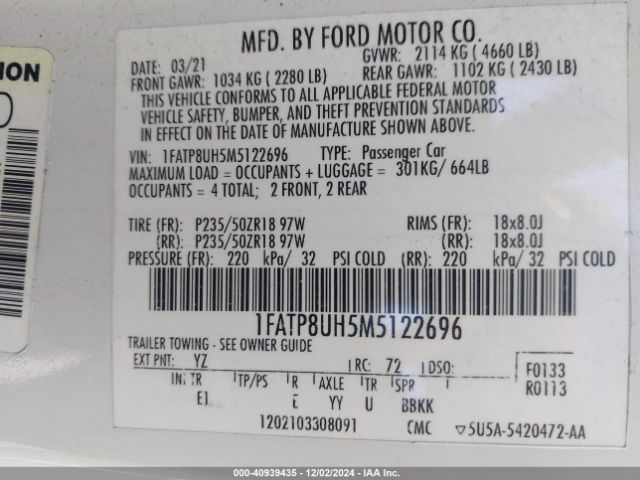 ION
MFD. BY FORD MOTOR CO.
DATE: 03/21
GVWR: 2114 KG ( 4660 LB)
FRONT GAWR: 1034 KG ( 2280 LB)
REAR GAWR: 1102 KG ( 2430 LB)
THIS VEHICLE CONFORMS TO ALL APPLICABLE FEDERAL MOTOR
VEHICLE SAFETY, BUMPER, AND THEFT PREVENTION STANDARDS
IN EFFECT ON THE DATE OF MANUFACTURE SHOWN ABOVE.
VIN: 1FATP8UH5M5122696 TYPE: Passenger Car
MAXIMUM LOAD = OCCUPANTS + LUGGAGE = 301KG/ 664LB
OCCUPANTS = 4 TOTAL; 2 FRONT, 2 REAR
TIRE (FR): P235/50ZR18 97W RIMS (FR): 18x8.0J
(RR): P235/50ZR18 97W (RR): 18x8.0J
PRESSURE (FR): 220 kPa/ 32 PSI COLD (RR): 220 kPa/ 32 PSI COLD
1FATP8UH5M5122696
TRAILER TOWING - SEE OWNER GUIDE
EXT PNT: YZ RC: 72 DSO: F0133
INT TR TP/PS R AXLE TR SPR R0113
YY U BBKK
1202103308091 CMC ▽5U5A-5420472-AA
000-40939435 - 12/02/2024 - IAA Inc.